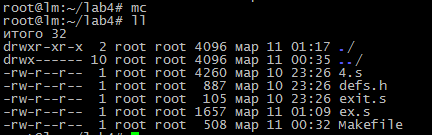 root@lm:~/lab4# mc
root@lm:~/lab4# ll
итого 32
drwxr-xr-x 2 root root 4096 мар 11 01:17 ./
drwx------ 10 root root 4096 мар 11 00:35 ../
-rw-r--r-- 1 root root 4260 мар 10 23:26 4.s
-rw-r--r-- 1 root root 887 мар 10 23:26 defs.h
-rw-r--r-- 1 root root 105 мар 10 23:26 exit.s
-rw-r--r-- 1 root root 1657 мар 11 01:09 ex.s
-rw-r--r-- 1 root root 508 мар 11 00:32 Makefile